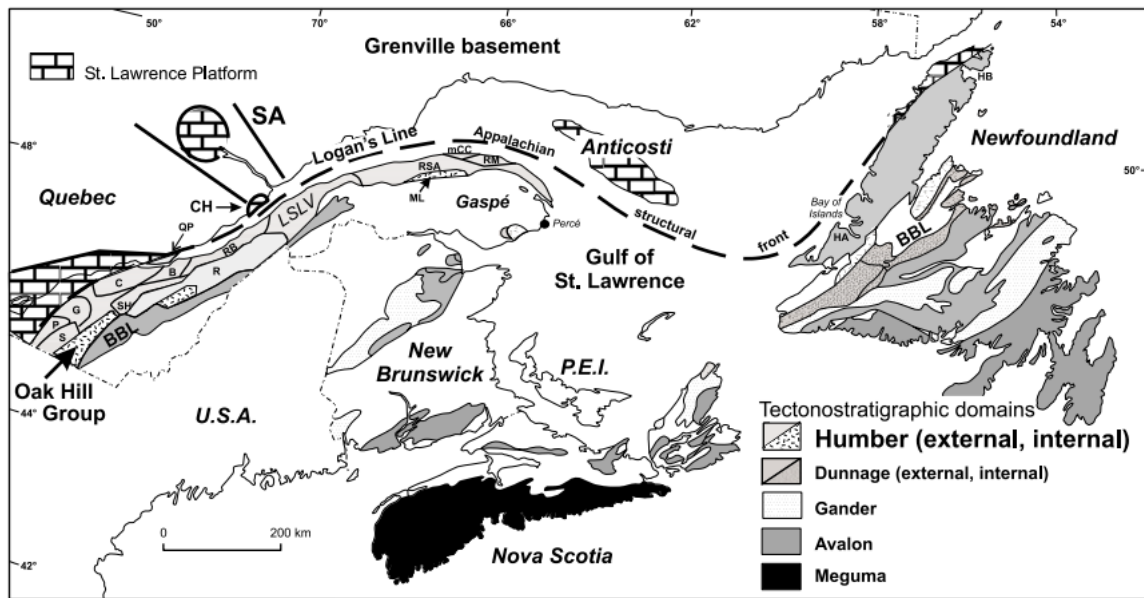 50°
70°
66°
62°
58°
54°
Grenville basement
St. Lawrence Platform
SA
HB
48°
Logan's Line
Appalachian
Anticosti
Newfoundland
mCC
RM
RSA
50°
Quebec
CH
ML
Gaspé
structural
Bay of
Islands
LSLV
Percé
front
HA
BBL
QP
RB
Gulf of
St. Lawrence
B
R
C
G
SH
P
S
BBL
New
Brunswick
P.E.I.
Oak Hill
Group
44°
U.S.A.
44°
Tectonostratigraphic domains
Humber (external, internal)
Dunnage (external, internal)
Gander
0
200 km
Avalon
42°
Nova Scotia
Meguma